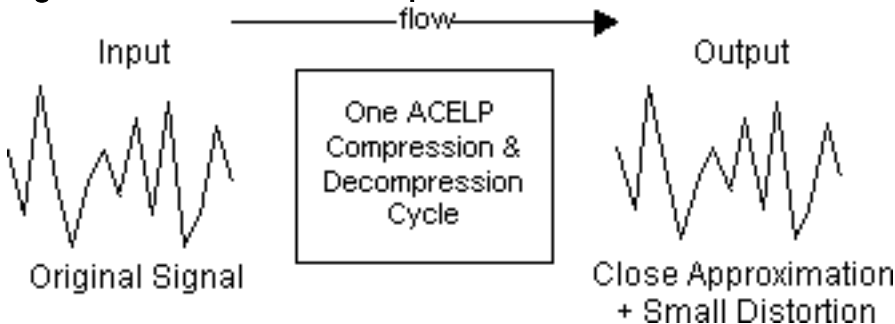 flow
Input
Output
One ACELP
Compression &
Decompression
Cycle
Original Signal
Close Approximation
+ Small Distortion